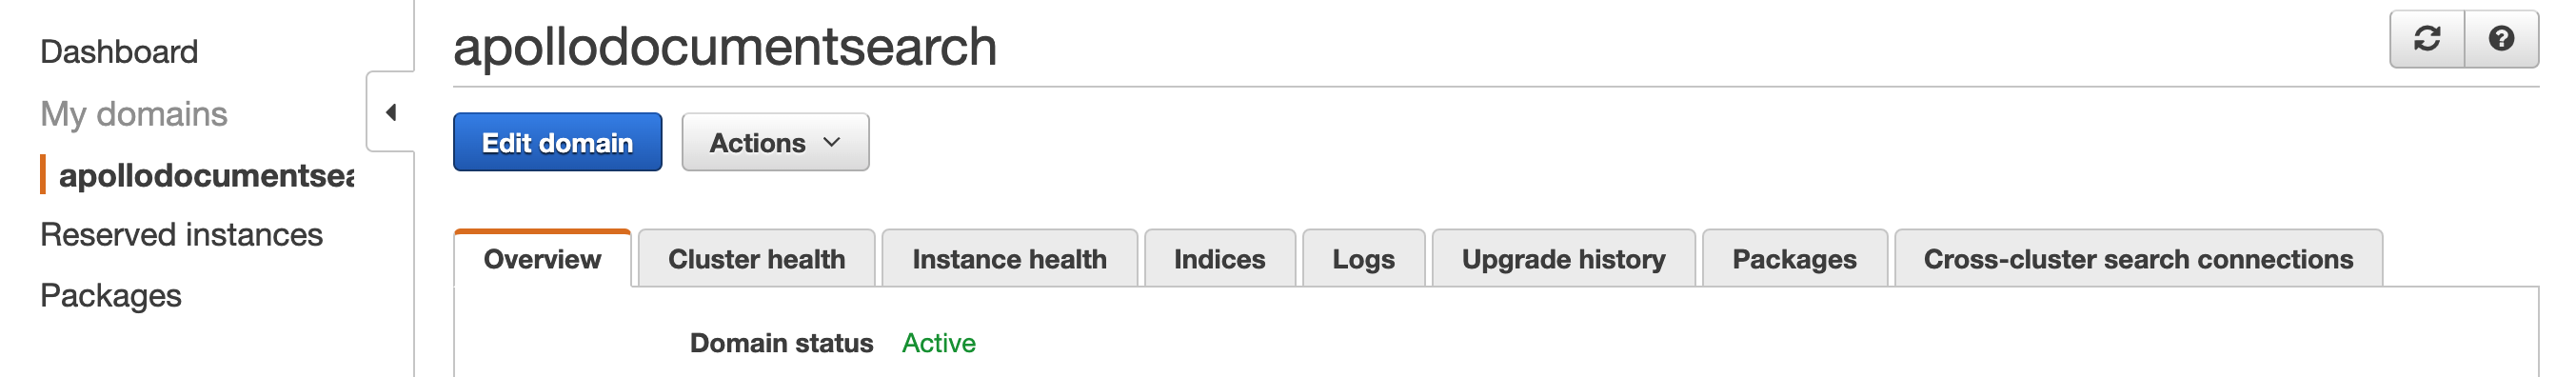 Dashboard
My domains
apollodocumentsea
Reserved instances
Packages
apollodocumentsearch
Edit domain
Actions
Overview
Cluster health
Instance health
Indices
Logs
Upgrade history
Packages
Cross-cluster search connections
Domain status Active